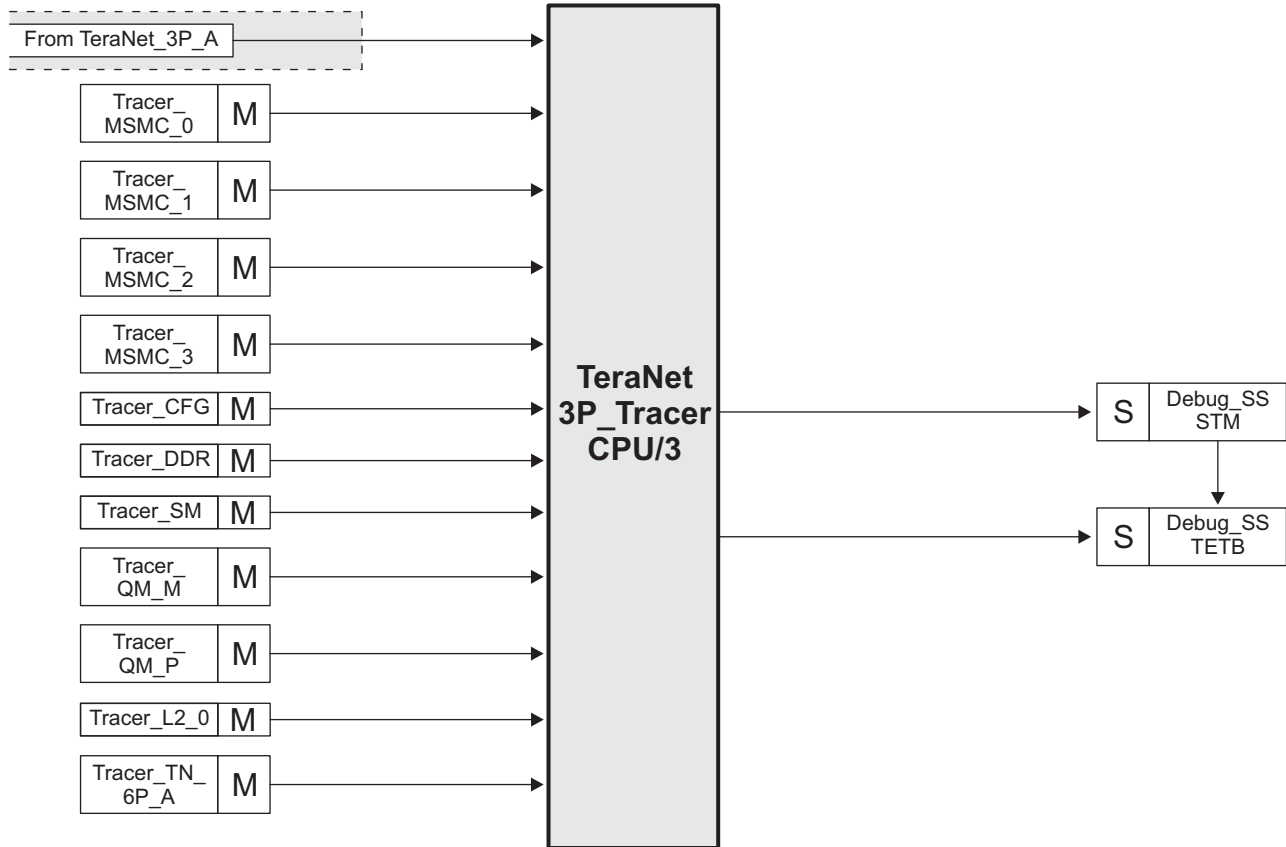 From TeraNet_3P_A
Tracer_
MSMC_0
M
Tracer_
MSMC_1
M
Tracer_
MSMC_2
M
Tracer_
MSMC_3
M
Tracer_CFG
M
Tracer_DDR
M
Tracer_SM
M
Tracer_
QM_M
M
Tracer_
QM_P
M
Tracer_L2_0
M
Tracer_TN_
6P_A
M
TeraNet
3P_Tracer
CPU/3
S
Debug_SS
STM
S
Debug_SS
TETB